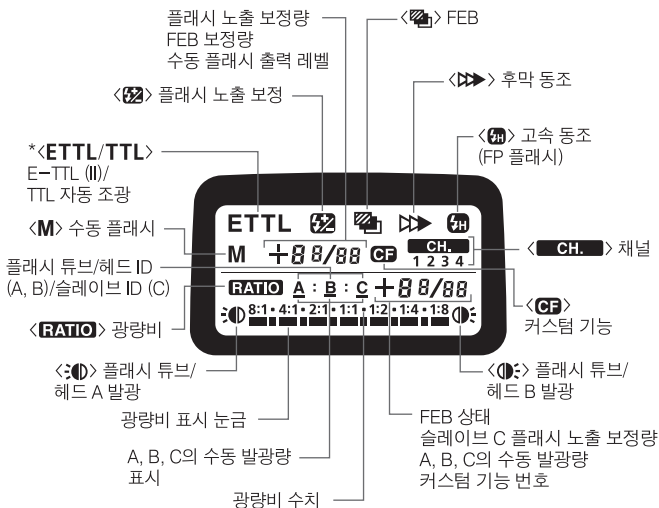 플래시 노출 보정량
FEB 보정량
수동 플래시 출력 레벨
< > FEB
< > 플래시 노출 보정
< > 후막 동조
*<ETTL/TTL>
E-TTL (II)/
TTL 자동 조광
< H> 고속 동조
(FP 플래시)
<M> 수동 플래시
ETTL H
M +88/88 CF CH.
1 2 3 4
< CH. > 채널
플래시 튜브/헤드 ID
(A, B)/슬레이브 ID (C)
RATIO A : B : C +88/88
<CF>
커스텀 기능
<RATIO> 광량비
8:1 • 4:1 • 2:1 • 1:1 • 1:2 • 1:4 • 1:8
< > 플래시 튜브/
헤드 A 발광
< > 플래시 튜브/
헤드 B 발광
광량비 표시 눈금
A, B, C의 수동 발광량
표시
광량비 수치
FEB 상태
슬레이브 C 플래시 노출 보정량
A, B, C의 수동 발광량
커스텀 기능 번호